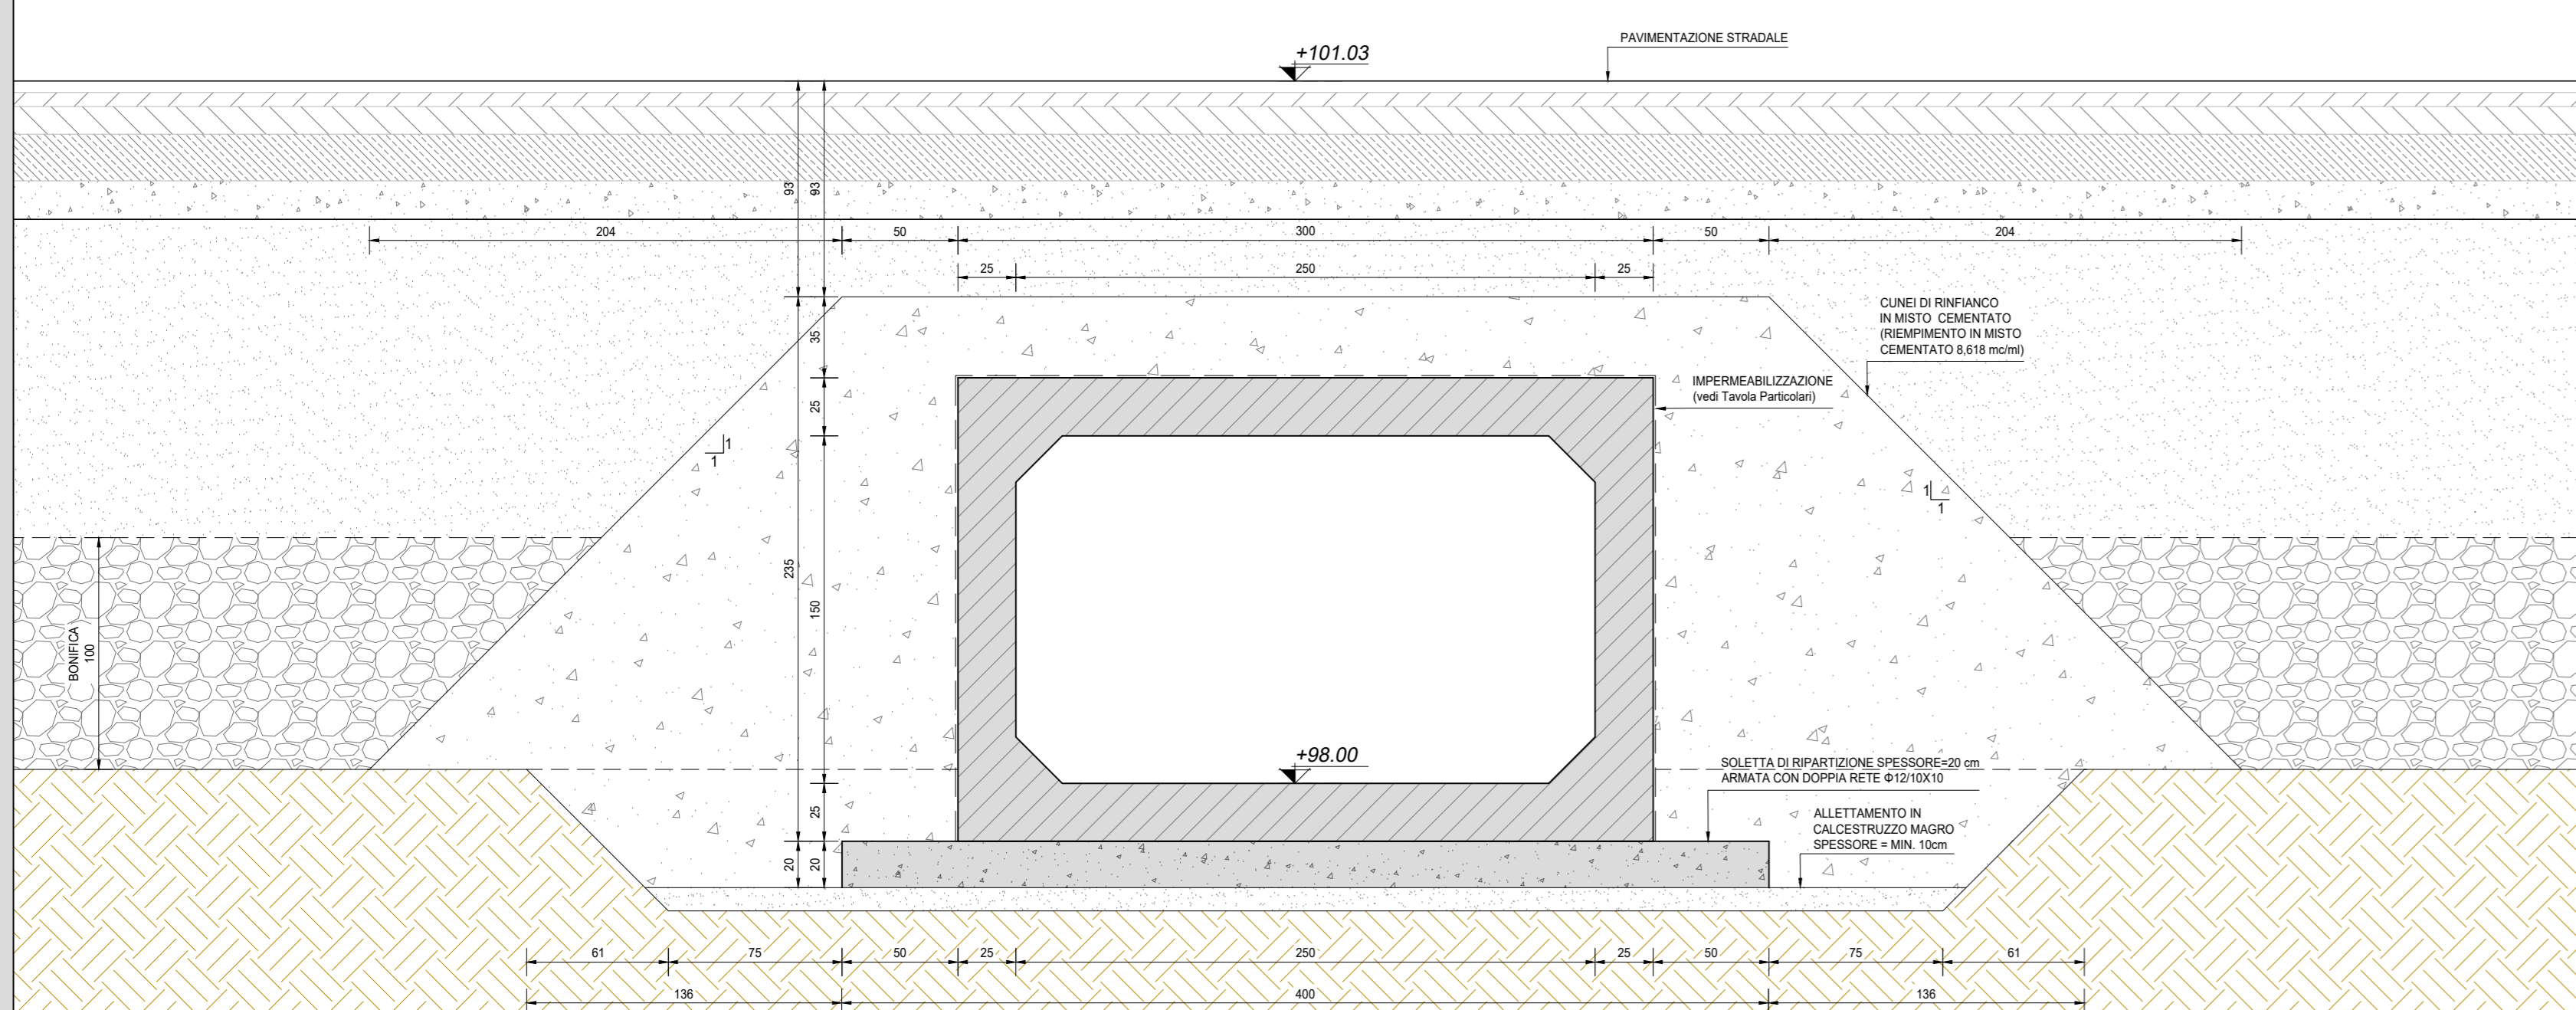 PAVIMENTAZIONE STRADALE
+101.03
93
93
204
50
300
50
204
25
250
25
CUNEI DI RINFIANCO
IN MISTO CEMENTATO
(RIEMPIMENTO IN MISTO
CEMENTATO 8,618 mc/ml)
35
IMPERMEABILIZZAZIONE
(vedi Tavola Particolari)
25
1
1
1
1
235
150
BONIFICA
100
+98.00
SOLETTA DI RIPARTIZIONE SPESSORE=20 cm
ARMATA CON DOPPIA RETE Φ12/10X10
25
ALLETTAMENTO IN
CALCESTRUZZO MAGRO
SPESSORE = MIN. 10cm
20
20
61
75
50
25
250
25
50
75
61
136
400
136